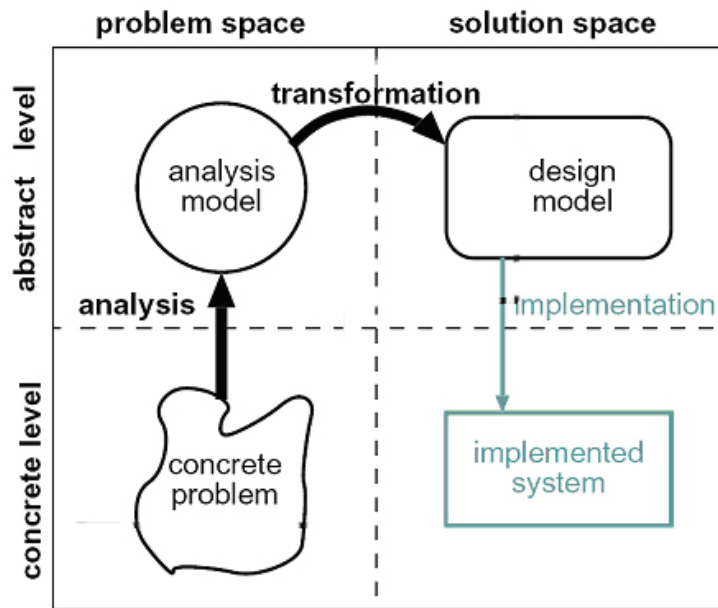 problem space
solution space
transformation
abstract level
analysis
model
design
model
analysis
implementation
concrete level
concrete
problem
implemented
system